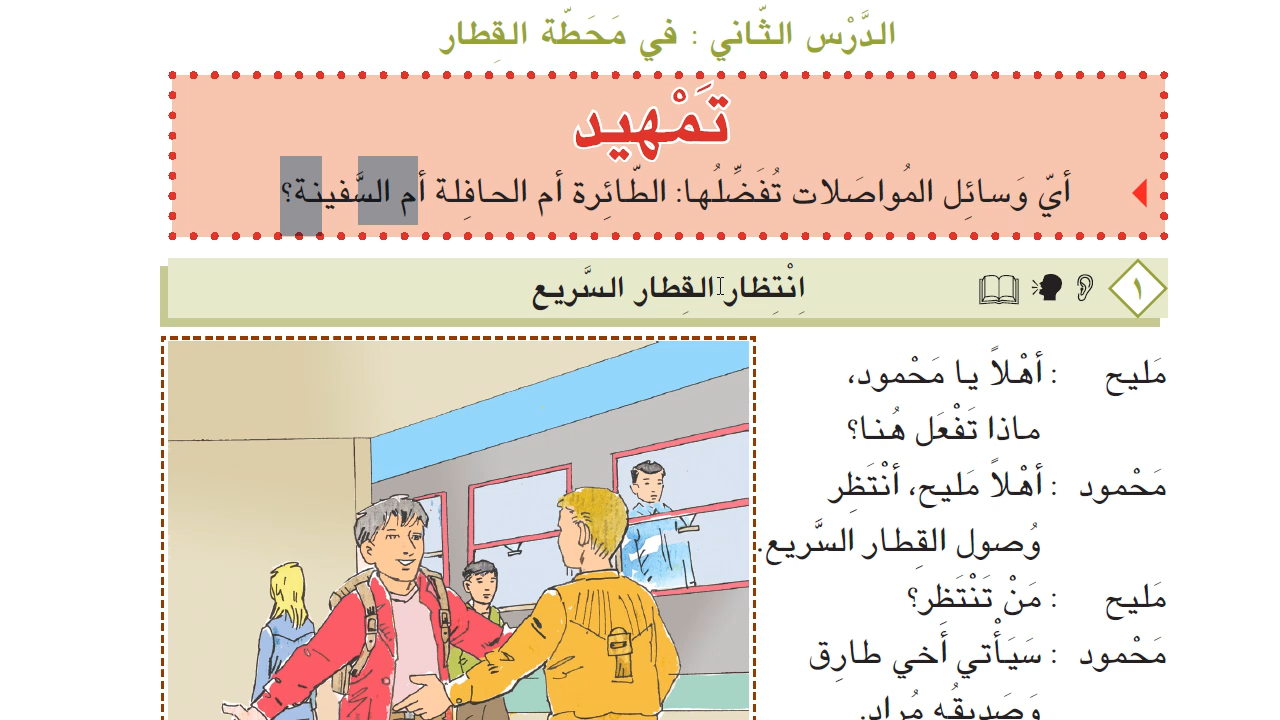 الدَّرْس الثّاني : في مَحَطّة القِطار
تَمْهيد
أيّ وَسائِل المُواصَلات تُفَضِّلُها: الطّائِرة أم الحافِلة أم السَّفينة؟
١
اِنْتِظار القِطار السَّريع
مَليح : أهْلاً يا مَحْمود،
ماذا تَفْعَل هُنا؟
مَحْمود : أهْلاً مَليح، أنْتَظِر
وُصول القِطار السَّريع.
مَليح : مَنْ تَنْتَظِر؟
مَحْمود : سَيَأْتي أخي طارِق
وَصَديقُه مُراد.